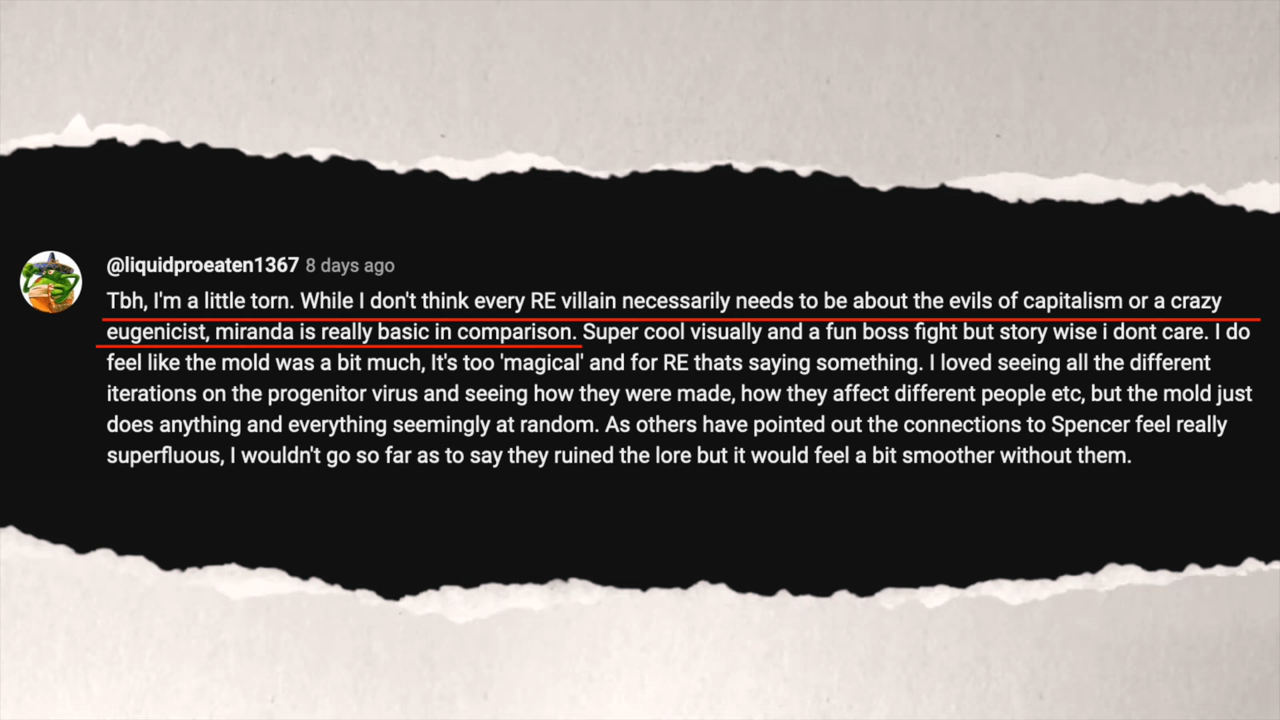 @liquidproeaten1367 8 days ago
Tbh, I'm a little torn. While I don't think every RE villain necessarily needs to be about the evils of capitalism or a crazy
eugenicist, miranda is really basic in comparison. Super cool visually and a fun boss fight but story wise i dont care. I do
feel like the mold was a bit much, It's too 'magical' and for RE thats saying something. I loved seeing all the different
iterations on the progenitor virus and seeing how they were made, how they affect different people etc, but the mold just
does anything and everything seemingly at random. As others have pointed out the connections to Spencer feel really
superfluous, I wouldn't go so far as to say they ruined the lore but it would feel a bit smoother without them.